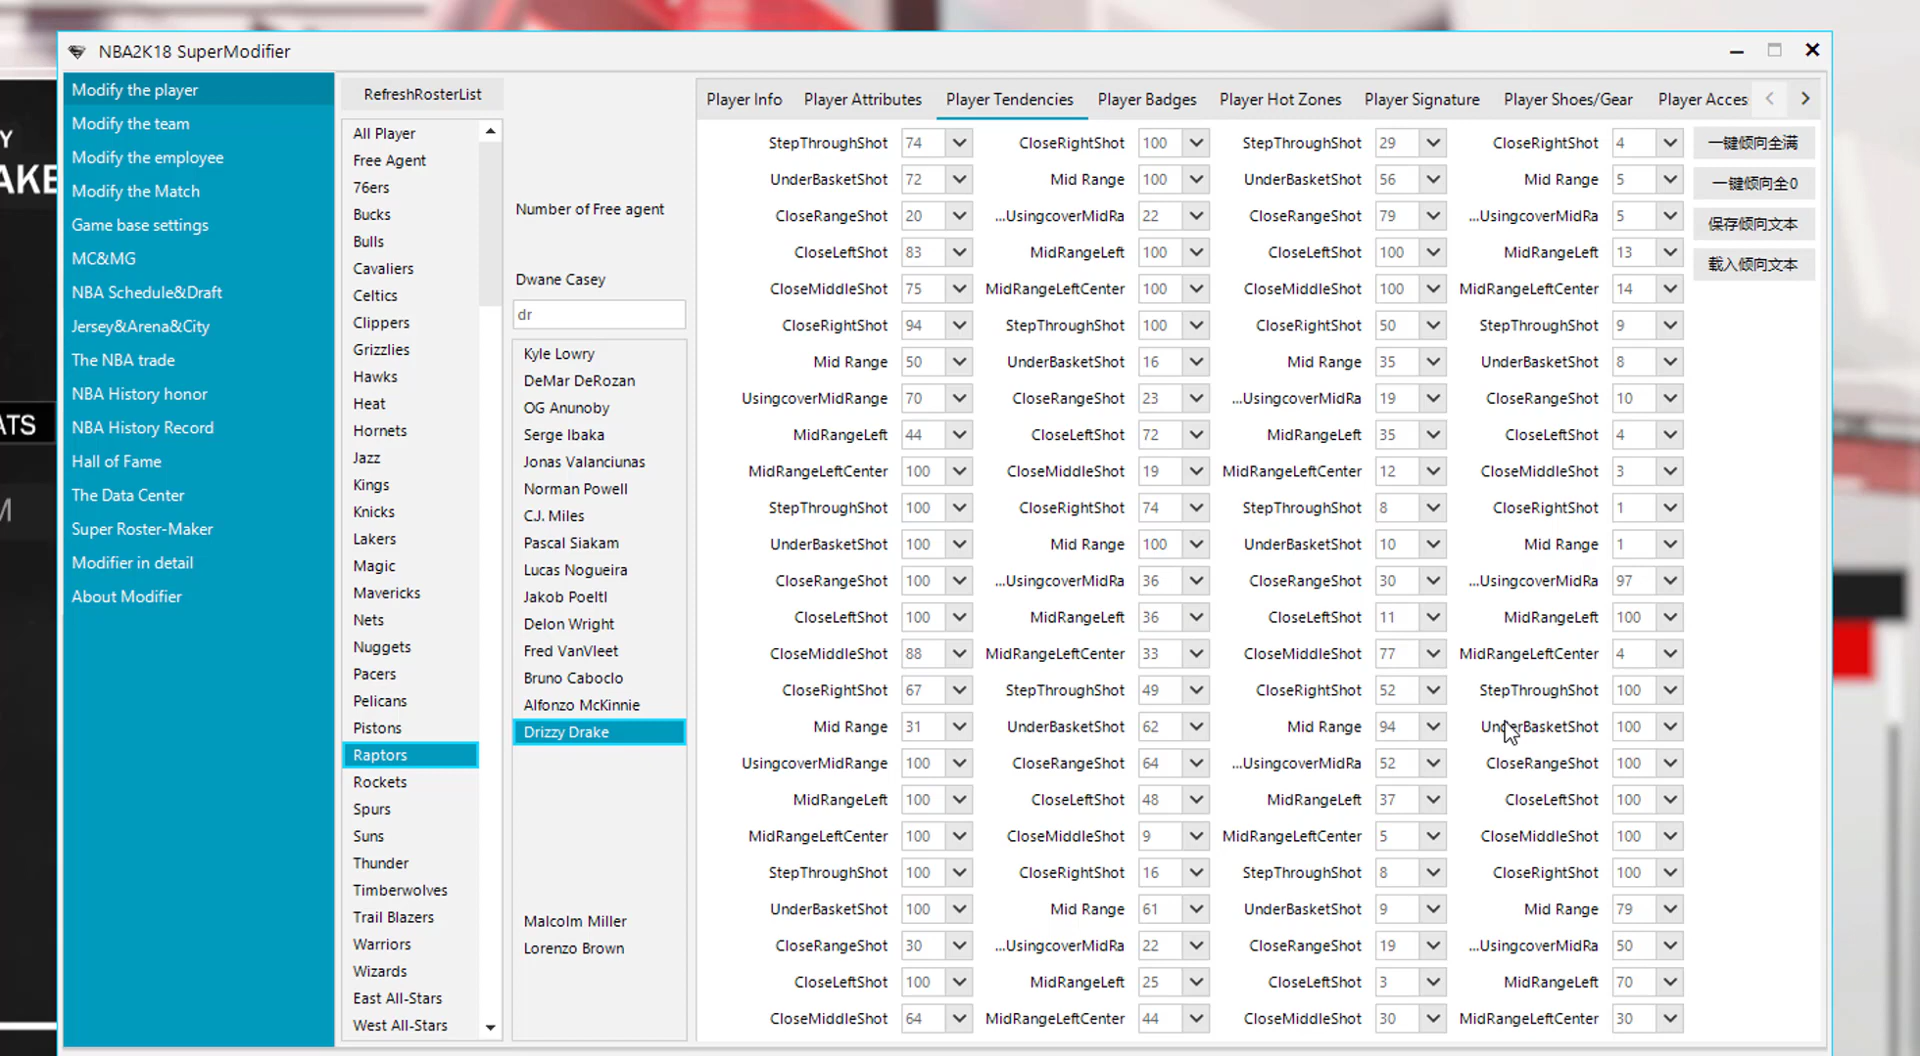 NBA2K18 SuperModifier
Modify the player
Modify the team
Modify the employee
Modify the Match
Game base settings
MC&MG
NBA Schedule&Draft
Jersey&Arena&City
The NBA trade
NBA History honor
NBA History Record
Hall of Fame
The Data Center
Super Roster-Maker
Modifier in detail
About Modifier
RefreshRosterList
All Player
Free Agent
76ers
Bucks
Bulls
Cavaliers
Celtics
Clippers
Grizzlies
Hawks
Heat
Hornets
Jazz
Kings
Knicks
Lakers
Magic
Mavericks
Nets
Nuggets
Pacers
Pelicans
Pistons
Raptors
Rockets
Spurs
Suns
Thunder
Timberwolves
Trail Blazers
Warriors
Wizards
East All-Stars
West All-Stars
Number of Free agent
Dwane Casey
dr
Kyle Lowry
DeMar DeRozan
OG Anunoby
Serge Ibaka
Jonas Valanciunas
Norman Powell
C.J. Miles
Pascal Siakam
Lucas Nogueira
Jakob Poeltl
Delon Wright
Fred VanVleet
Bruno Caboclo
Alfonzo McKinnie
Drizzy Drake
Malcolm Miller
Lorenzo Brown
Player Info Player Attributes Player Tendencies Player Badges Player Hot Zones Player Signature Player Shoes/Gear Player Acces
StepThroughShot 74 CloseRightShot 100 StepThroughShot 29 CloseRightShot 4
UnderBasketShot 72 Mid Range 100 UnderBasketShot 56 Mid Range 5
CloseRangeShot 20 ...UsingcoverMidRa 22 CloseRangeShot 79 ...UsingcoverMidRa 5
CloseLeftShot 83 MidRangeLeft 100 CloseLeftShot 100 MidRangeLeft 13
CloseMiddleShot 75 MidRangeLeftCenter 100 CloseMiddleShot 100 MidRangeLeftCenter 14
CloseRightShot 94 StepThroughShot 100 CloseRightShot 50 StepThroughShot 9
Mid Range 50 UnderBasketShot 16 Mid Range 35 UnderBasketShot 8
UsingcoverMidRange 70 CloseRangeShot 23 ...UsingcoverMidRa 19 CloseRangeShot 10
MidRangeLeft 44 CloseLeftShot 72 MidRangeLeft 35 CloseLeftShot 4
MidRangeLeftCenter 100 CloseMiddleShot 19 MidRangeLeftCenter 12 CloseMiddleShot 3
StepThroughShot 100 CloseRightShot 74 StepThroughShot 8 CloseRightShot 1
UnderBasketShot 100 Mid Range 100 UnderBasketShot 10 Mid Range 1
CloseRangeShot 100 ...UsingcoverMidRa 36 CloseRangeShot 30 ...UsingcoverMidRa 97
CloseLeftShot 100 MidRangeLeft 36 CloseLeftShot 11 MidRangeLeft 100
CloseMiddleShot 88 MidRangeLeftCenter 33 CloseMiddleShot 77 MidRangeLeftCenter 4
CloseRightShot 67 StepThroughShot 49 CloseRightShot 52 StepThroughShot 100
Mid Range 31 UnderBasketShot 62 Mid Range 94 UnderBasketShot 100
UsingcoverMidRange 100 CloseRangeShot 64 ...UsingcoverMidRa 52 CloseRangeShot 100
MidRangeLeft 100 CloseLeftShot 48 MidRangeLeft 37 CloseLeftShot 100
MidRangeLeftCenter 100 CloseMiddleShot 9 MidRangeLeftCenter 5 CloseMiddleShot 100
StepThroughShot 100 CloseRightShot 16 StepThroughShot 8 CloseRightShot 100
UnderBasketShot 100 Mid Range 61 UnderBasketShot 9 Mid Range 79
CloseRangeShot 30 ...UsingcoverMidRa 22 CloseRangeShot 19 ...UsingcoverMidRa 50
CloseLeftShot 100 MidRangeLeft 25 CloseLeftShot 3 MidRangeLeft 70
CloseMiddleShot 64 MidRangeLeftCenter 44 CloseMiddleShot 30 MidRangeLeftCenter 30
一键倾向全满
一键倾向全0
保存倾向文本
载入倾向文本
Y
AKE
ATS
M